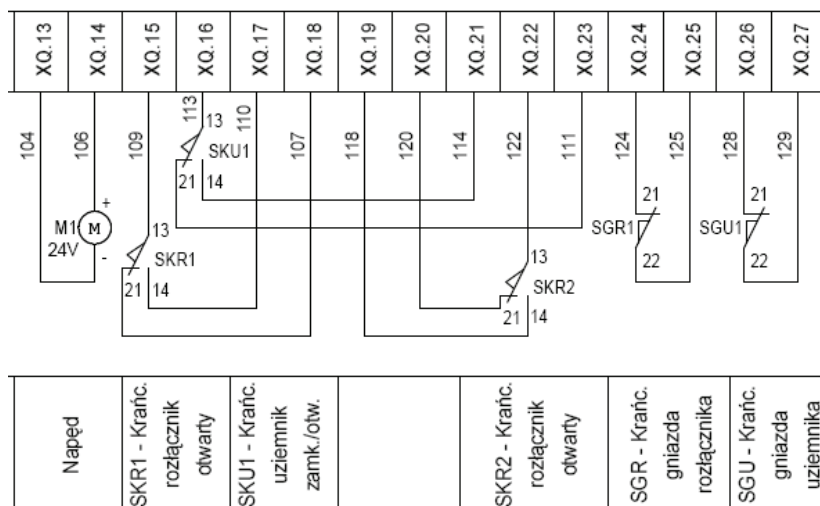 XQ.13
XQ.14
XQ.15
XQ.16
XQ.17
XQ.18
XQ.19
XQ.20
XQ.21
XQ.22
XQ.23
XQ.24
XQ.25
XQ.26
XQ.27
104
106
109
113
110
107
118
120
114
122
111
124
125
128
129
13
SKU1
21
14
+
M1
M
24V
-
13
SKR1
21
14
13
SKR2
21
14
21
SGR1
22
21
SGU1
22
Napęd
SKR1 - Krańc.
rozłącznik
otwarty
SKU1 - Krańc.
uziemnik
zamk./otw.
SKR2 - Krańc.
rozłącznik
otwarty
SGR - Krańc.
gniazda
rozłącznika
SGU - Krańc.
gniazda
uziemnika